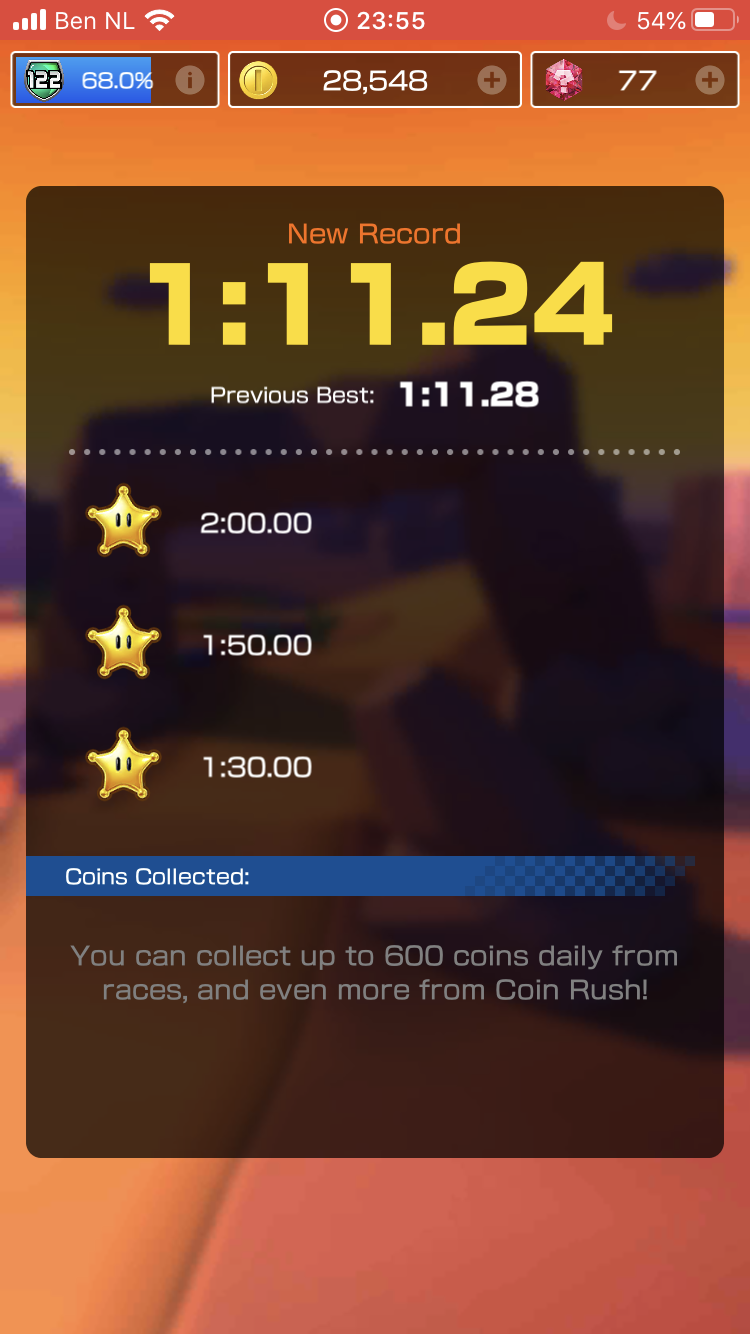 Ben NL 23:55 54%
122 68.0% i 28,548 + 77 +
New Record
1:11.24
Previous Best: 1:11.28
2:00.00
1:50.00
1:30.00
Coins Collected:
You can collect up to 600 coins daily from
races, and even more from Coin Rush!